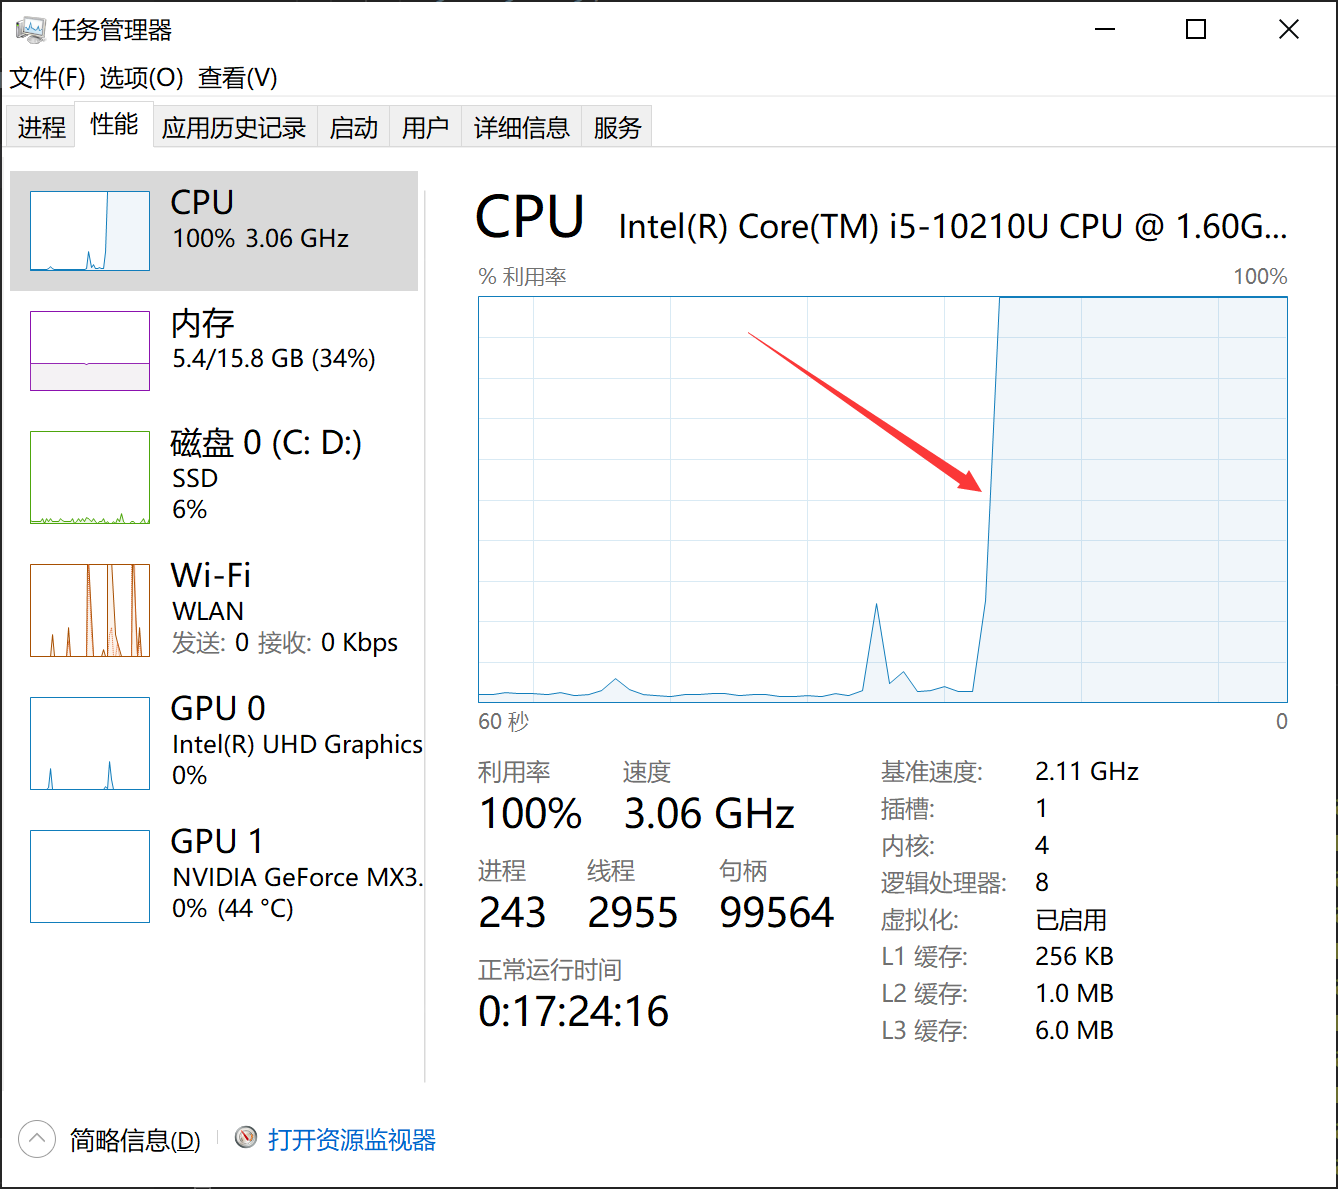 任务管理器
文件(F) 选项(O) 查看(V)
进程 性能 应用历史记录 启动 用户 详细信息 服务
CPU
100% 3.06 GHz
内存
5.4/15.8 GB (34%)
磁盘 0 (C: D:)
SSD
6%
Wi-Fi
WLAN
发送: 0 接收: 0 Kbps
GPU 0
Intel(R) UHD Graphics
0%
GPU 1
NVIDIA GeForce MX3.
0% (44 °C)
CPU Intel(R) Core(TM) i5-10210U CPU @ 1.60G...
% 利用率 100%
60 秒 0
利用率 速度
100% 3.06 GHz
进程 线程 句柄
243 2955 99564
正常运行时间
0:17:24:16
基准速度: 2.11 GHz
插槽: 1
内核: 4
逻辑处理器: 8
虚拟化: 已启用
L1 缓存: 256 KB
L2 缓存: 1.0 MB
L3 缓存: 6.0 MB
简略信息(D) 打开资源监视器